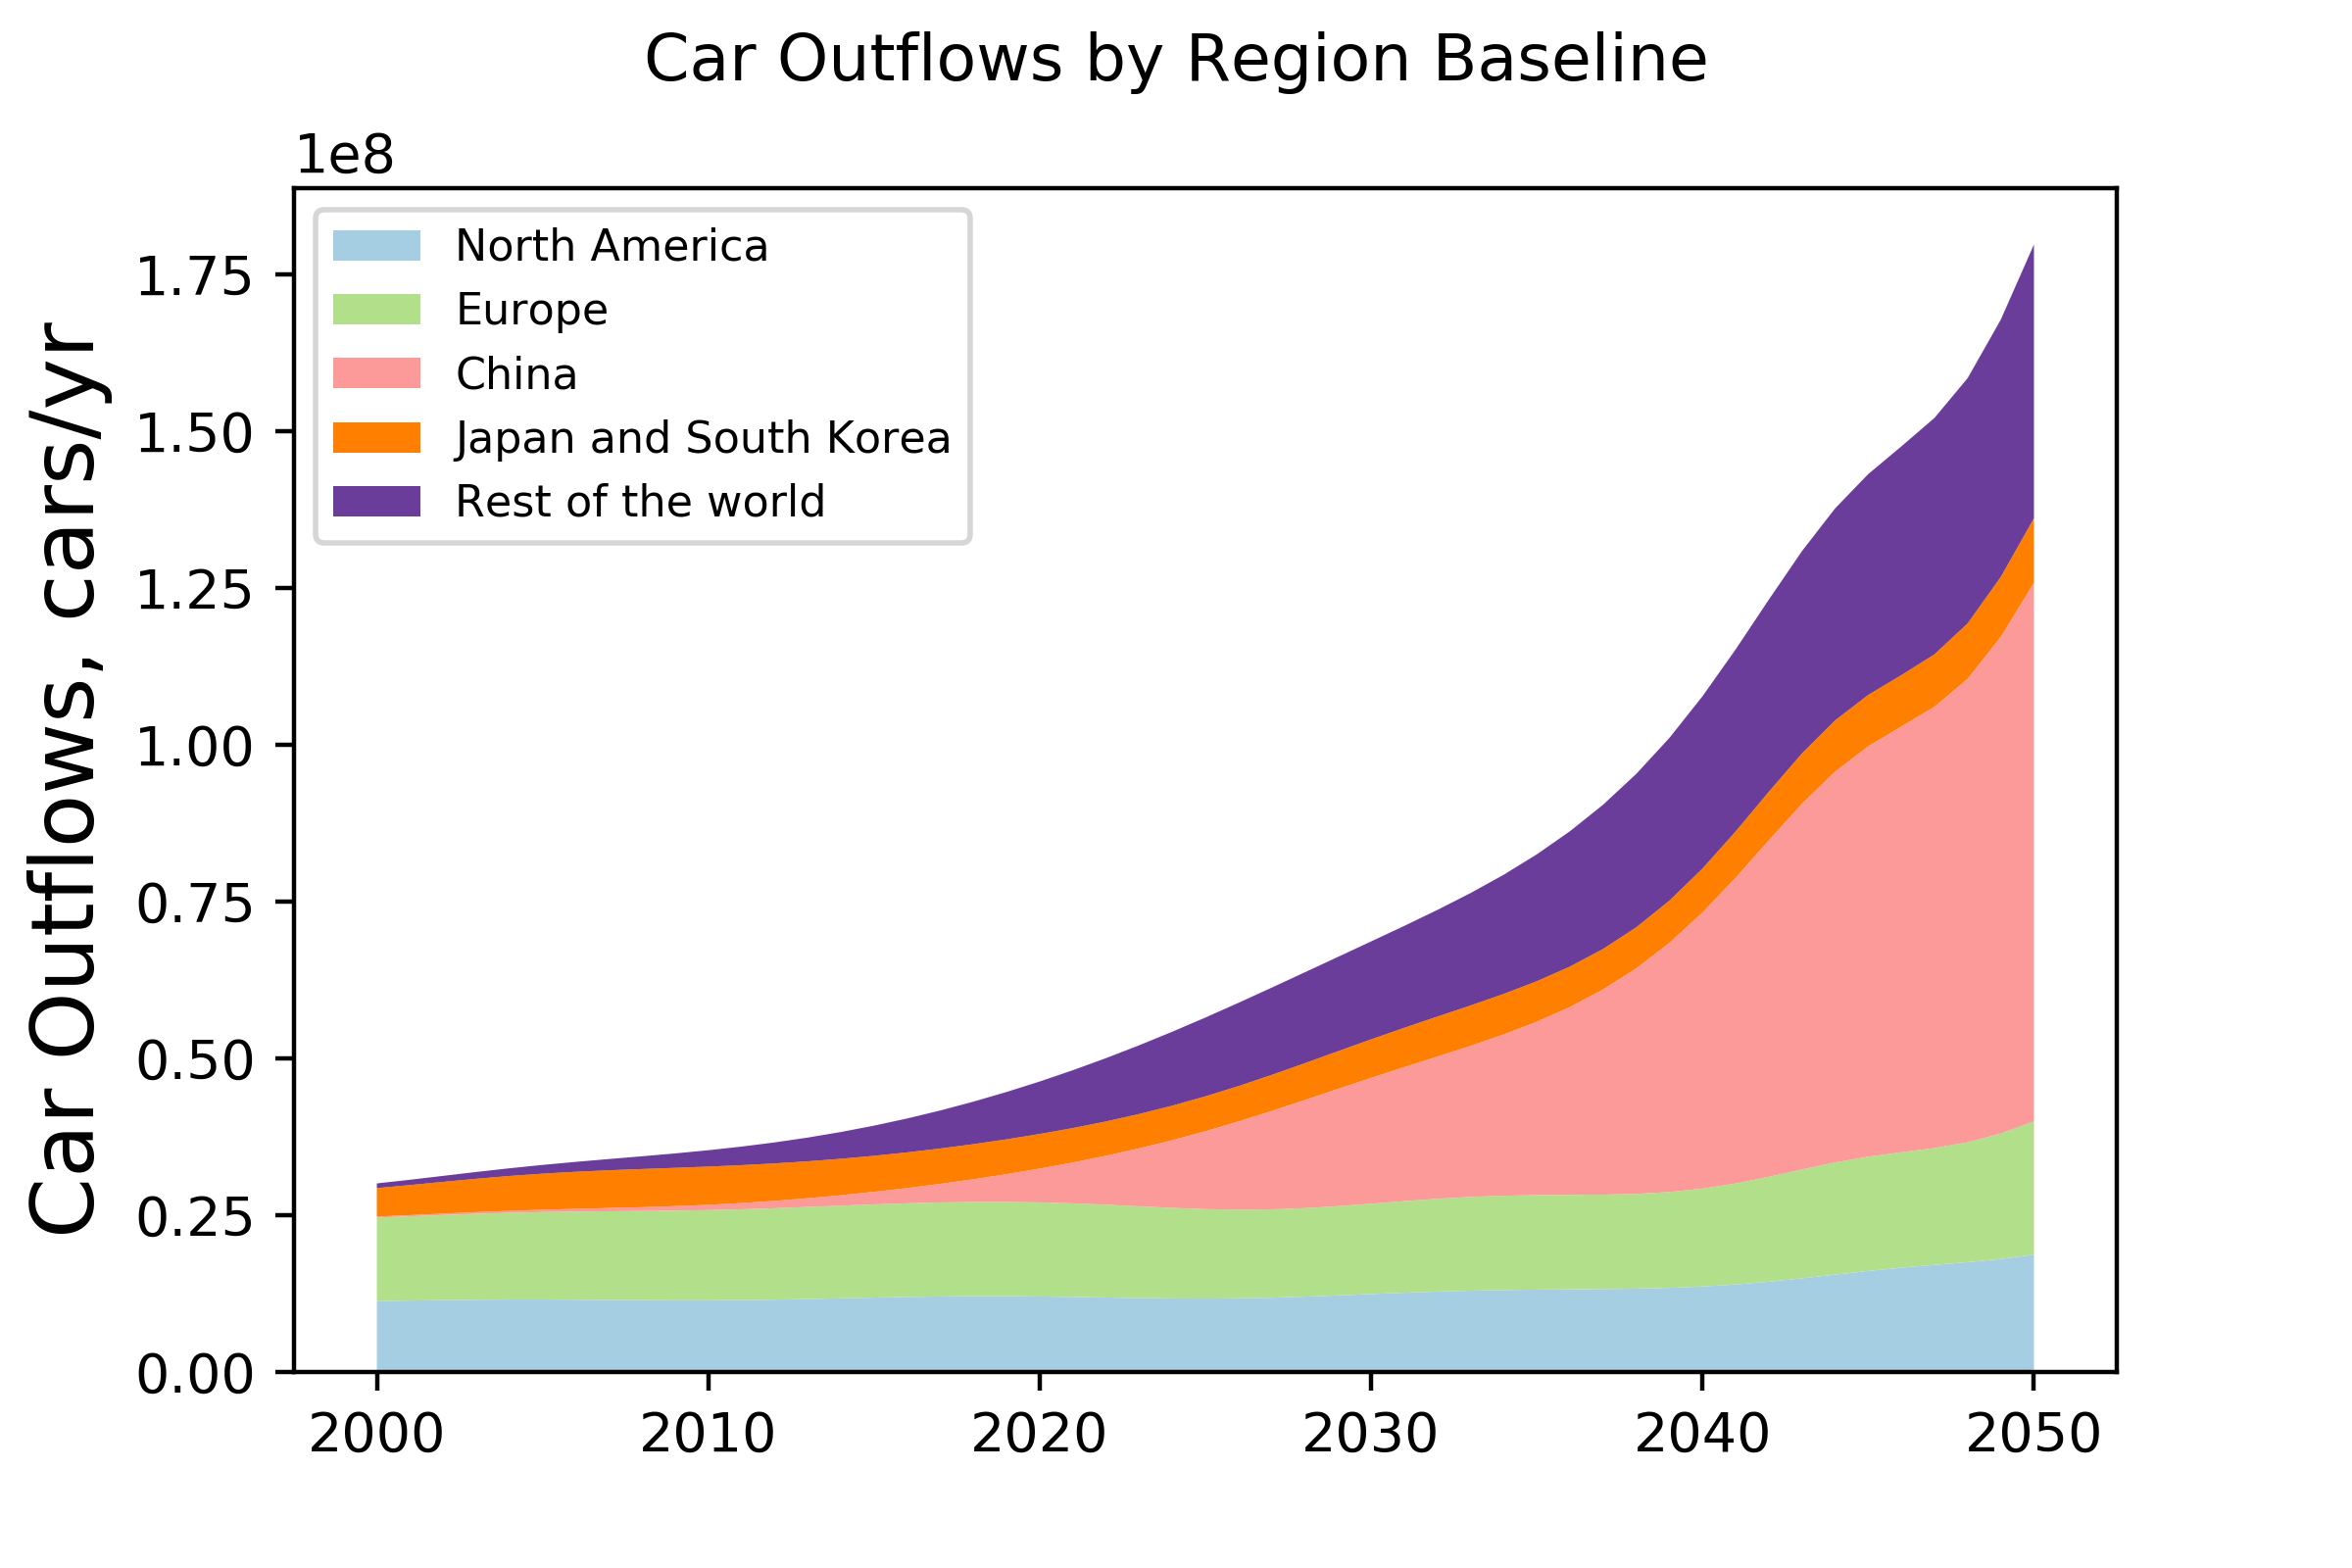 Car Outflows by Region Baseline
1e8
North America
Europe
China
Japan and South Korea
Rest of the world
Car Outflows, cars/yr
1.75
1.50
1.25
1.00
0.75
0.50
0.25
0.00
2000 2010 2020 2030 2040 2050